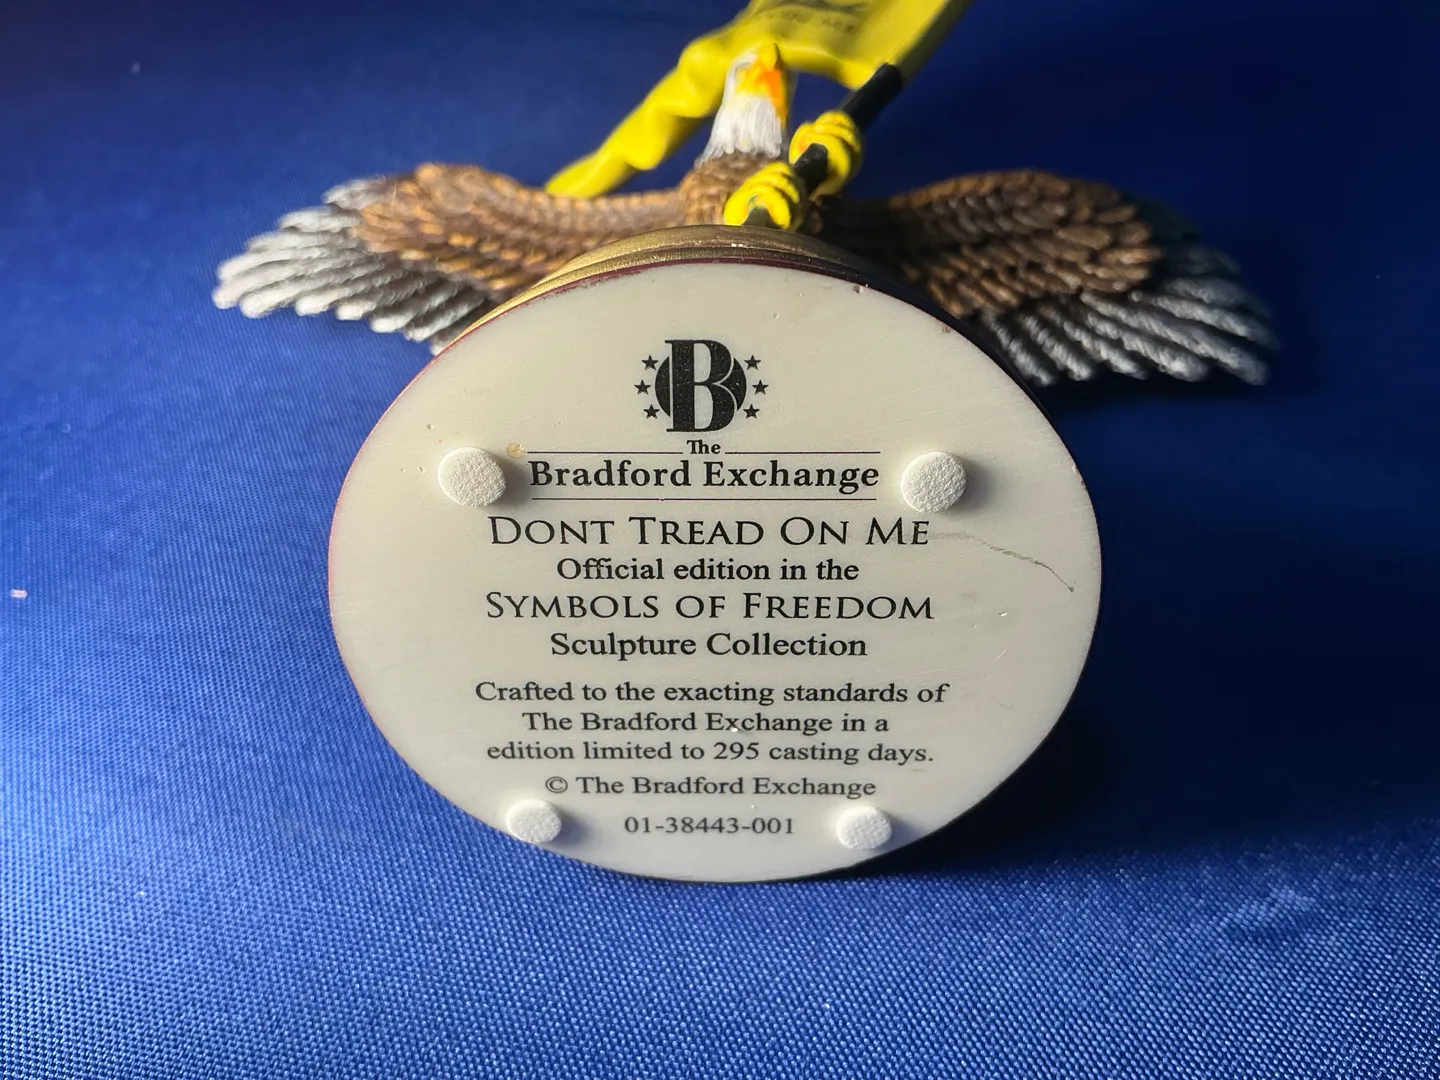 B
The
Bradford Exchange
DONT TREAD ON ME
Official edition in the
SYMBOLS OF FREEDOM
Sculpture Collection
Crafted to the exacting standards of
The Bradford Exchange in a
edition limited to 295 casting days.
© The Bradford Exchange
01-38443-001